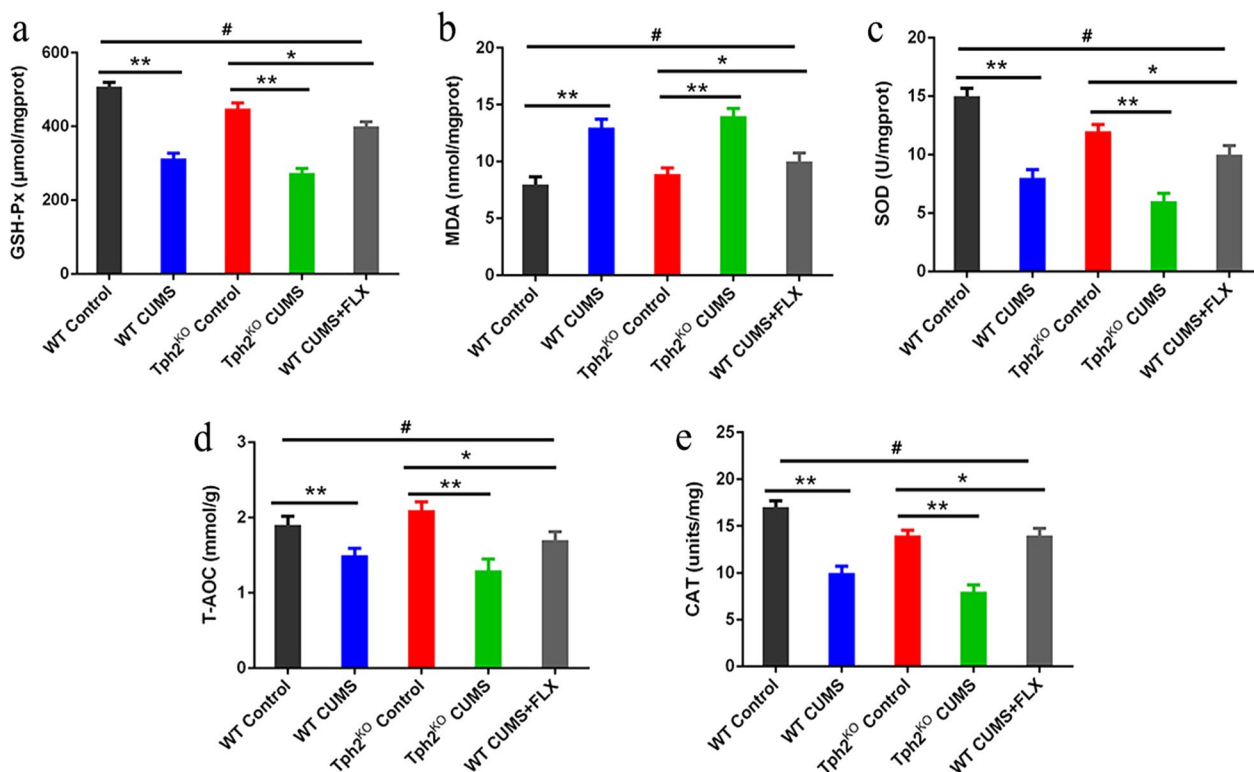 a
#
**
*
**
GSH-Px (μmol/mgprot)
600
400
200
0
WT Control
WT CUMS
Tph2KO Control
Tph2KO CUMS
WT CUMS+FLX
b
#
*
**
**
MDA (nmol/mgprot)
20
15
10
5
0
WT Control
WT CUMS
Tph2KO Control
Tph2KO CUMS
WT CUMS+FLX
c
#
**
*
**
SOD (U/mgprot)
20
15
10
5
0
WT Control
WT CUMS
Tph2KO Control
Tph2KO CUMS
WT CUMS+FLX
d
#
*
**
**
T-AOC (mmol/g)
3
2
1
0
WT Control
WT CUMS
Tph2KO Control
Tph2KO CUMS
WT CUMS+FLX
e
#
**
*
**
CAT (units/mg)
25
20
15
10
5
0
WT Control
WT CUMS
Tph2KO Control
Tph2KO CUMS
WT CUMS+FLX